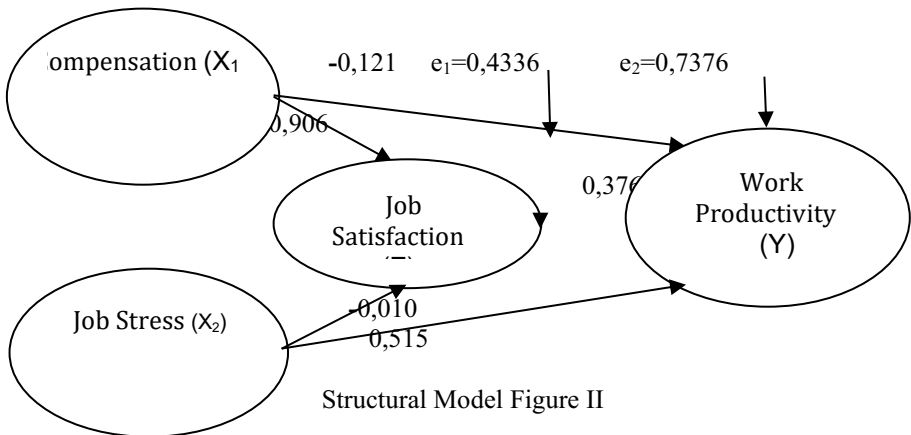 ompensation (X₁
-0,121
e₁=0,4336
e₂=0,7376
0,906
0,376
Job
Satisfaction
Work
Productivity
(Y)
-0,010
0,515
Job Stress (X₂)
Structural Model Figure II